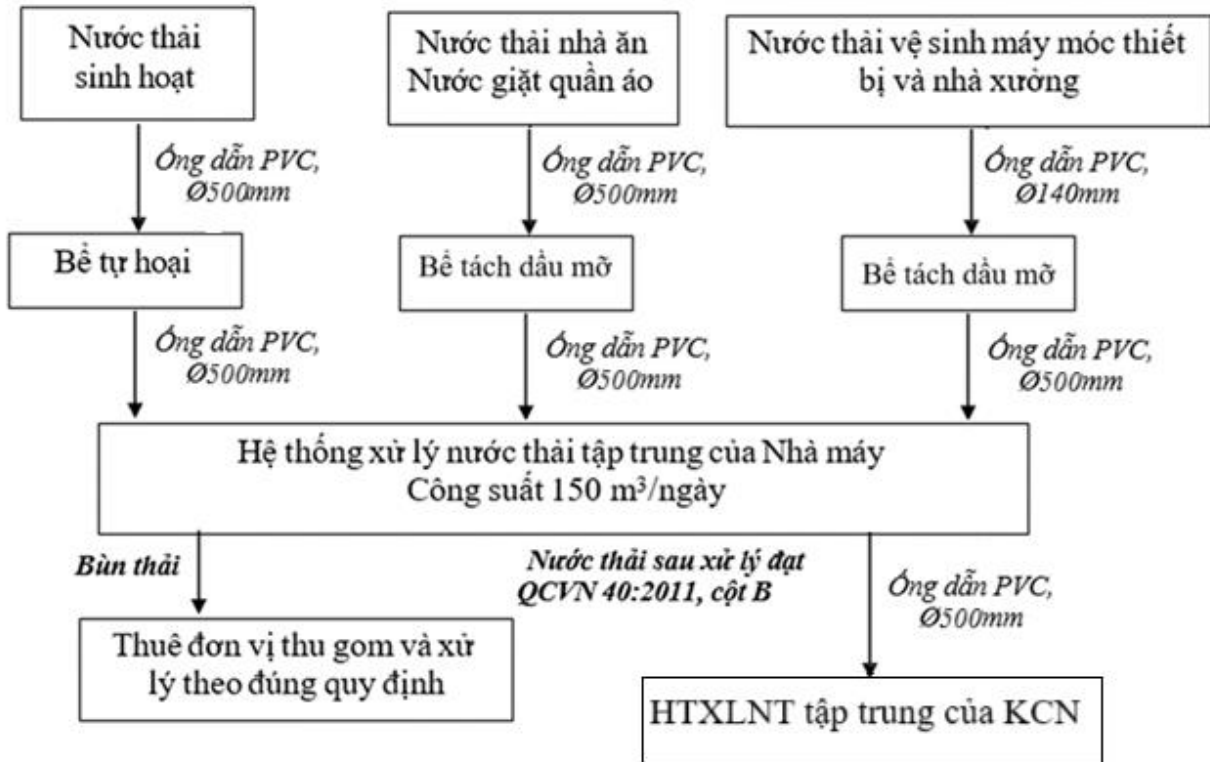 Nước thải
sinh hoạt
Nước thải nhà ăn
Nước giặt quần áo
Nước thải vệ sinh máy móc thiết
bị và nhà xưởng
Ống dẫn PVC,
Ø500mm
Ống dẫn PVC,
Ø500mm
Ống dẫn PVC,
Ø140mm
Bể tự hoại
Bể tách dầu mỡ
Bể tách dầu mỡ
Ống dẫn PVC,
Ø500mm
Ống dẫn PVC,
Ø500mm
Ống dẫn PVC,
Ø500mm
Hệ thống xử lý nước thải tập trung của Nhà máy
Công suất 150 m³/ngày
Bùn thải
Nước thải sau xử lý đạt
QCVN 40:2011, cột B
Ống dẫn PVC,
Ø500mm
Thuê đơn vị thu gom và xử
lý theo đúng quy định
HTXLNT tập trung của KCN